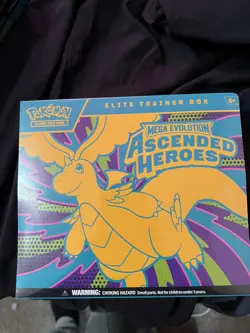 Pokémon
ELITE TRAINER BOX
6+
MEGA EVOLUTION
ASCENDED
HEROES
WARNING: CHOKING HAZARD Small parts. Not for children under 3 years.